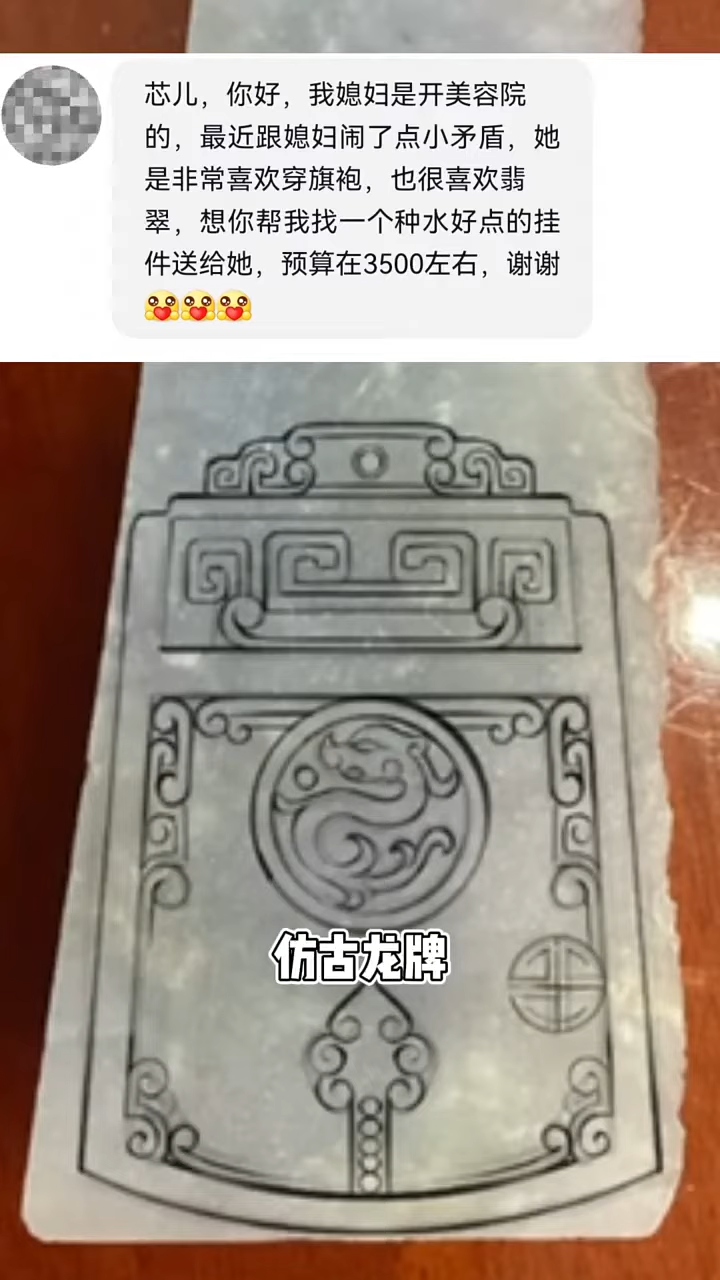 芯儿，你好，我媳妇是开美容院
的，最近跟媳妇闹了点小矛盾，她
是非常喜欢穿旗袍，也很喜欢翡
翠，想你帮我找一个种水好点的挂
件送给她，预算在3500左右，谢谢
仿古龙牌